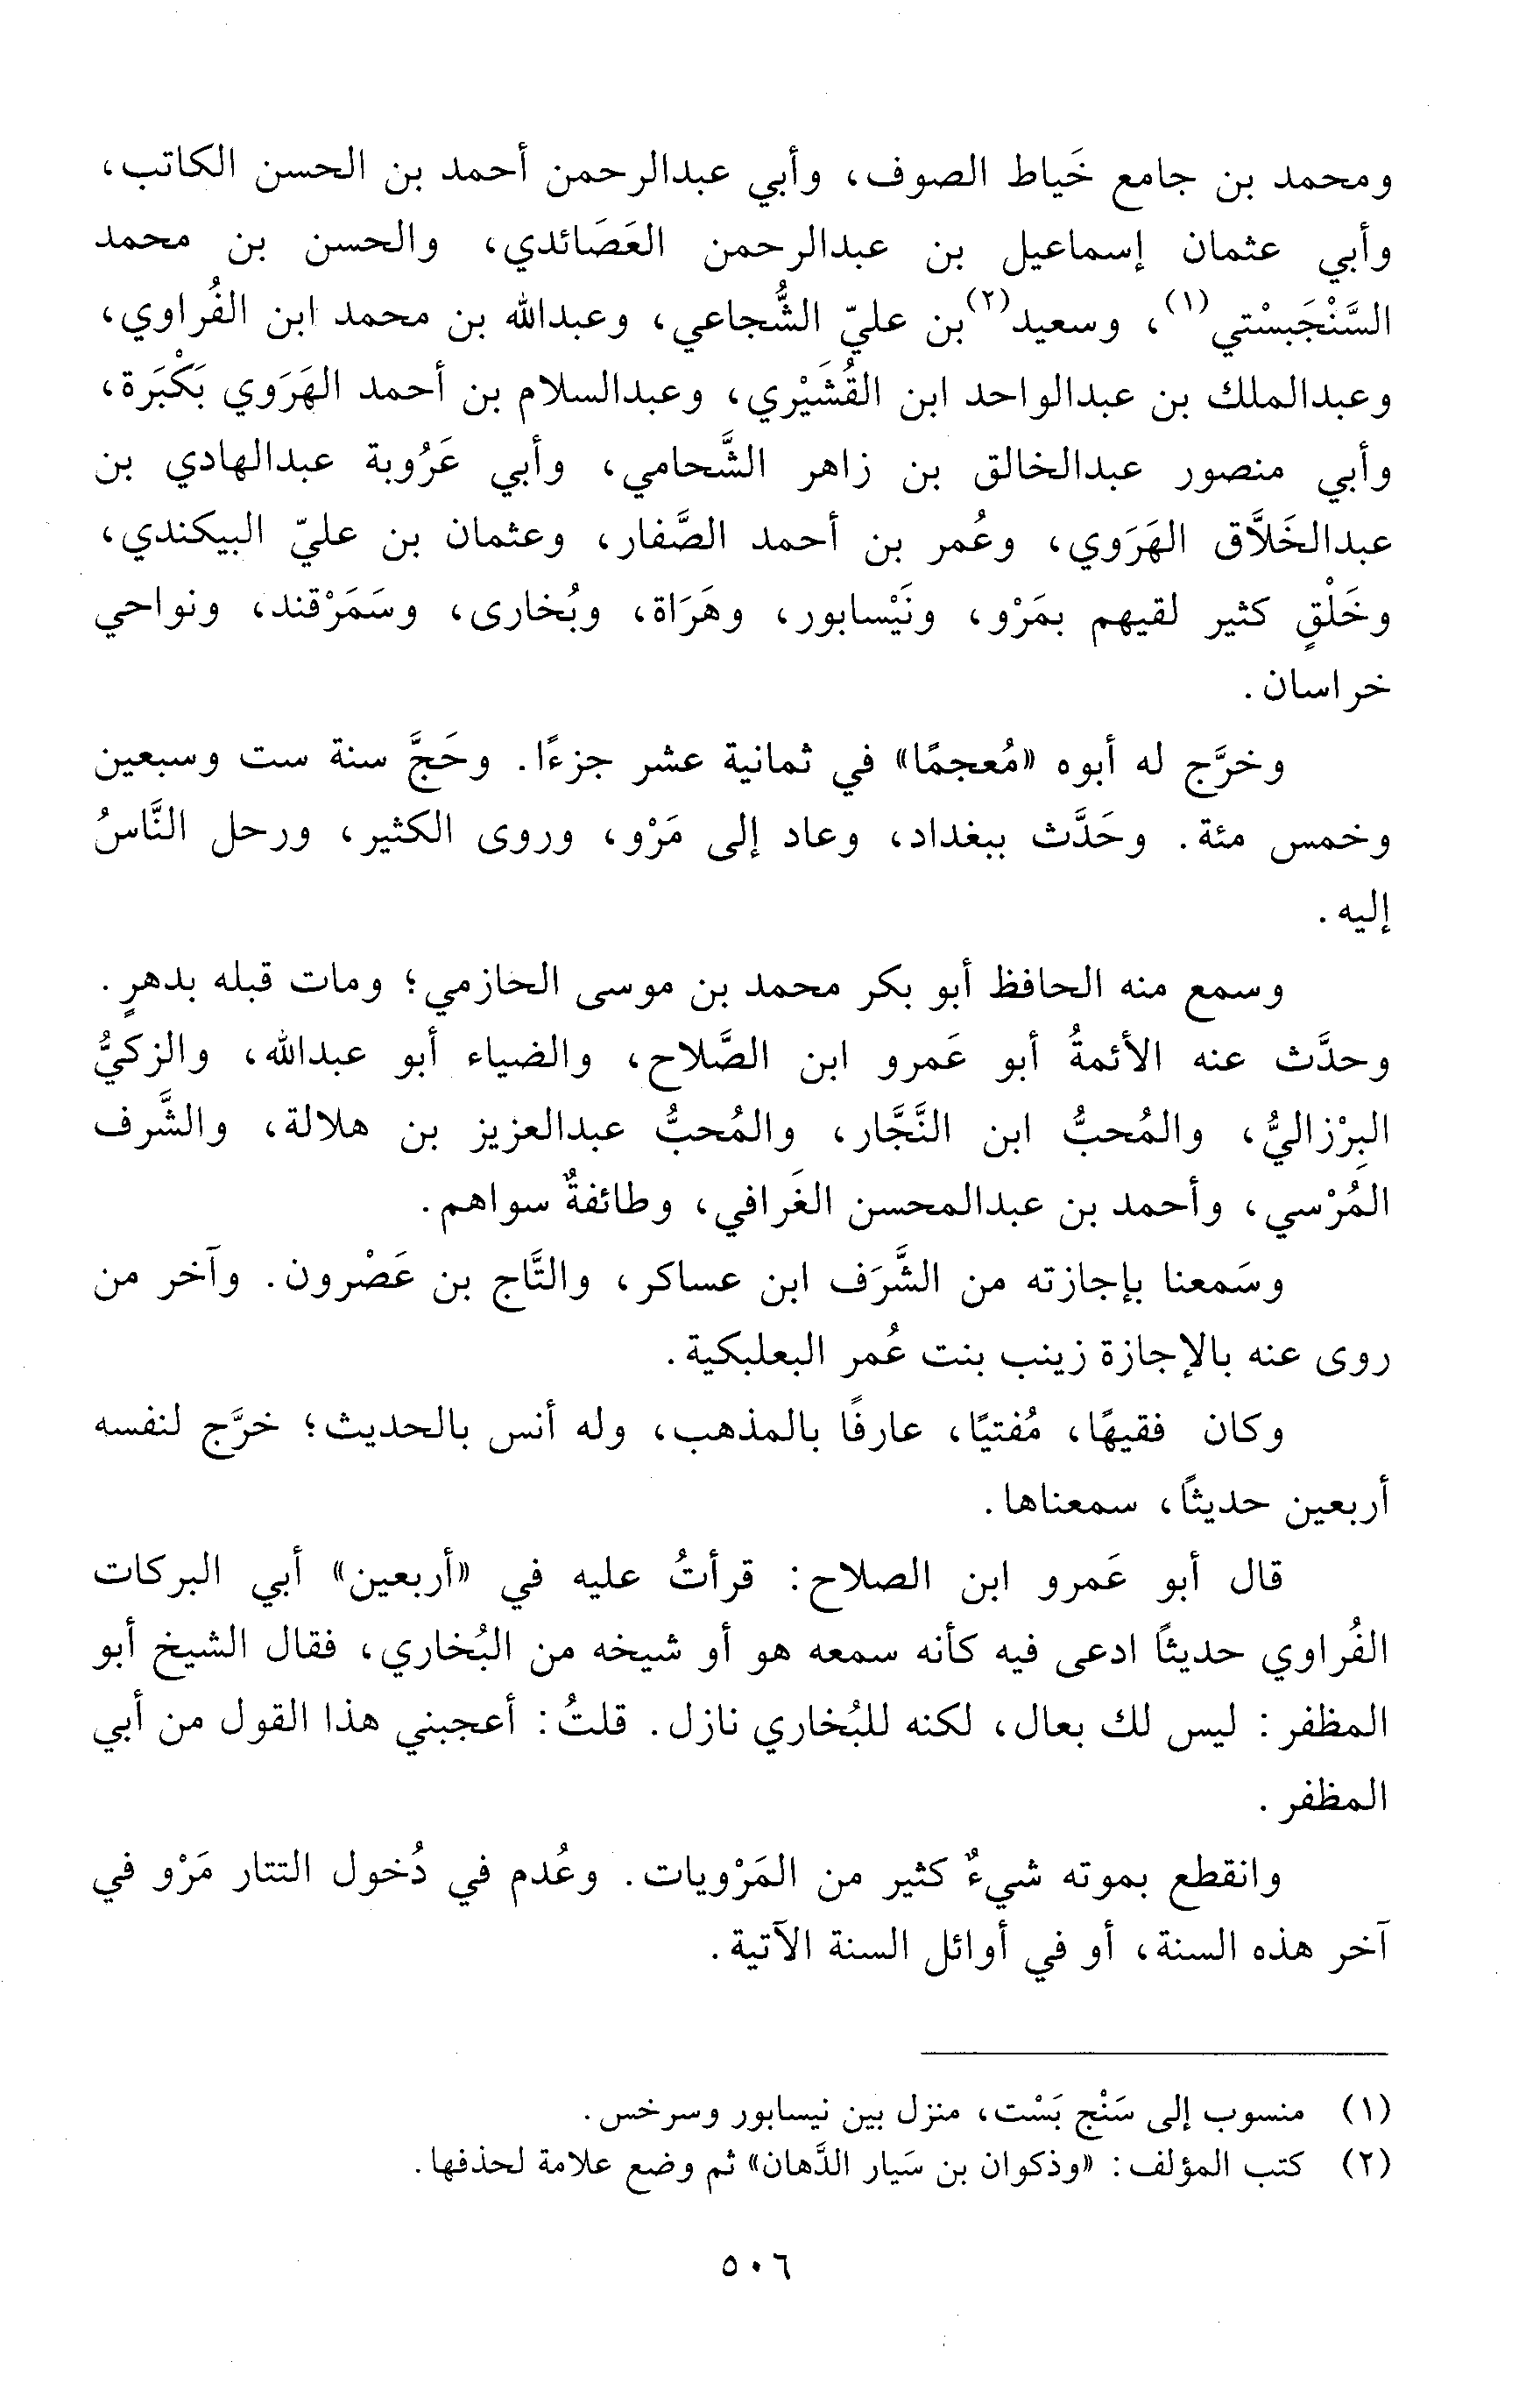 ومحمد بن جامع خَياط الصوف، وأبي عبدالرحمن أحمد بن الحسن الكاتب،
وأبي عثمان إسماعيل بن عبدالرحمن العَصَائدي، والحسن بن محمد
السَّنْجَبسْتي(١)، وسعيد(٢) بن عليّ الشُّجاعي، وعبدالله بن محمد ابن الفُراوي،
وعبدالملك بن عبدالواحد ابن القُشَيْري، وعبدالسلام بن أحمد الهَرَوي بَكْبَرة،
وأبي منصور عبدالخالق بن زاهر الشَّحامي، وأبي عَرُوبة عبدالهادي بن
عبدالخَلَّاق الهَرَوي، وعُمر بن أحمد الصَّفار، وعثمان بن عليّ البيكندي،
وخَلْقٍ كثير لقيهم بمَرْو، ونَيْسابور، وهَرَاة، وبُخارى، وسَمَرْقند، ونواحي
خراسان.
وخرَّج له أبوه «مُعجمًا» في ثمانية عشر جزءًا. وحَجَّ سنة ست وسبعين
وخمس مئة. وحَدَّث ببغداد، وعاد إلى مَرْو، وروى الكثير، ورحل النَّاسُ
إليه.
وسمع منه الحافظ أبو بكر محمد بن موسى الحازمي؛ ومات قبله بدهرٍ.
وحدَّث عنه الأئمةُ أبو عَمرو ابن الصَّلاح، والضياء أبو عبدالله، والزكيُّ
البِرْزاليُّ، والمُحبُّ ابن النَّجَّار، والمُحبُّ عبدالعزيز بن هلالة، والشَّرف
المُرْسي، وأحمد بن عبدالمحسن الغَرافي، وطائفةٌ سواهم.
وسَمعنا بإجازته من الشَّرَف ابن عساكر، والتَّاج بن عَصْرون. وآخر من
روى عنه بالإجازة زينب بنت عُمر البعلبكية.
وكان فقيهًا، مُفتيًا، عارفًا بالمذهب، وله أنس بالحديث؛ خرَّج لنفسه
أربعين حديثًا، سمعناها.
قال أبو عَمرو ابن الصلاح: قرأتُ عليه في «أربعين» أبي البركات
الفُراوي حديثًا ادعى فيه كأنه سمعه هو أو شيخه من البُخاري، فقال الشيخ أبو
المظفر: ليس لك بعال، لكنه للبُخاري نازل. قلتُ: أعجبني هذا القول من أبي
المظفر.
وانقطع بموته شيءٌ كثير من المَرْويات. وعُدم في دُخول التتار مَرْو في
آخر هذه السنة، أو في أوائل السنة الآتية.
(١) منسوب إلى سَنْج بَسْت، منزل بين نيسابور وسرخس.
(٢) كتب المؤلف: «وذكوان بن سَيار الدَّهان» ثم وضع علامة لحذفها.
٥٠٦